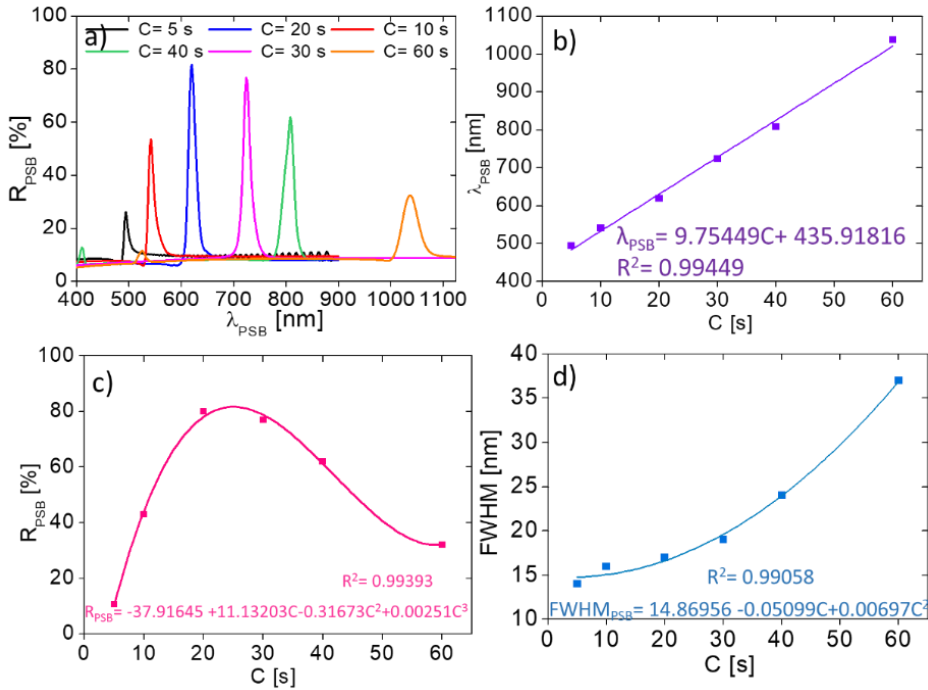 a)
C= 5 s C= 20 s C= 10 s
C= 40 s C= 30 s C= 60 s
R_PSB [%]
100
80
60
40
20
0
400 500 600 700 800 900 1000 1100
λ_PSB [nm]
b)
λ_PSB [nm]
1100
1000
900
800
700
600
500
400
λ_PSB= 9.75449C+ 435.91816
R²= 0.99449
0 10 20 30 40 50 60
C [s]
c)
R_PSB [%]
100
80
60
40
20
0
R²= 0.99393
R_PSB= -37.91645 +11.13203C-0.31673C²+0.00251C³
0 10 20 30 40 50 60
C [s]
d)
FWHM [nm]
40
35
30
25
20
15
10
R²= 0.99058
FWHM_PSB= 14.86956 -0.05099C+0.00697C²
0 10 20 30 40 50 60
C [s]